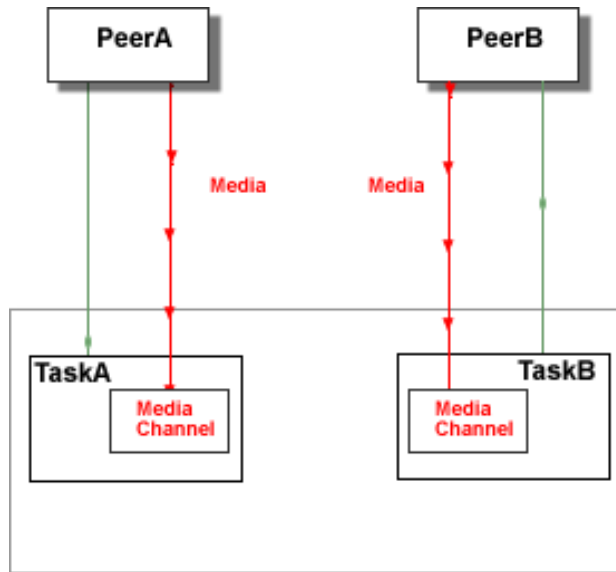 PeerA
PeerB
Media
Media
TaskA
TaskB
Media
Channel
Media
Channel